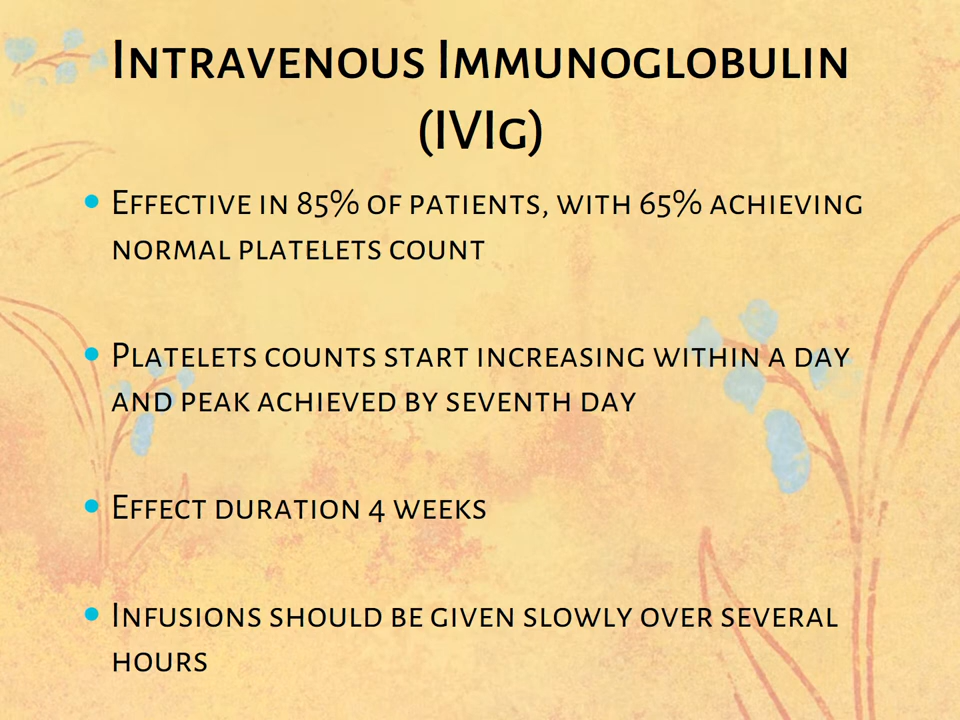 Intravenous Immunoglobulin
(IVIg)
• Effective in 85% of patients, with 65% achieving
normal platelets count
• Platelets counts start increasing within a day
and peak achieved by seventh day
• Effect duration 4 weeks
• Infusions should be given slowly over several
hours